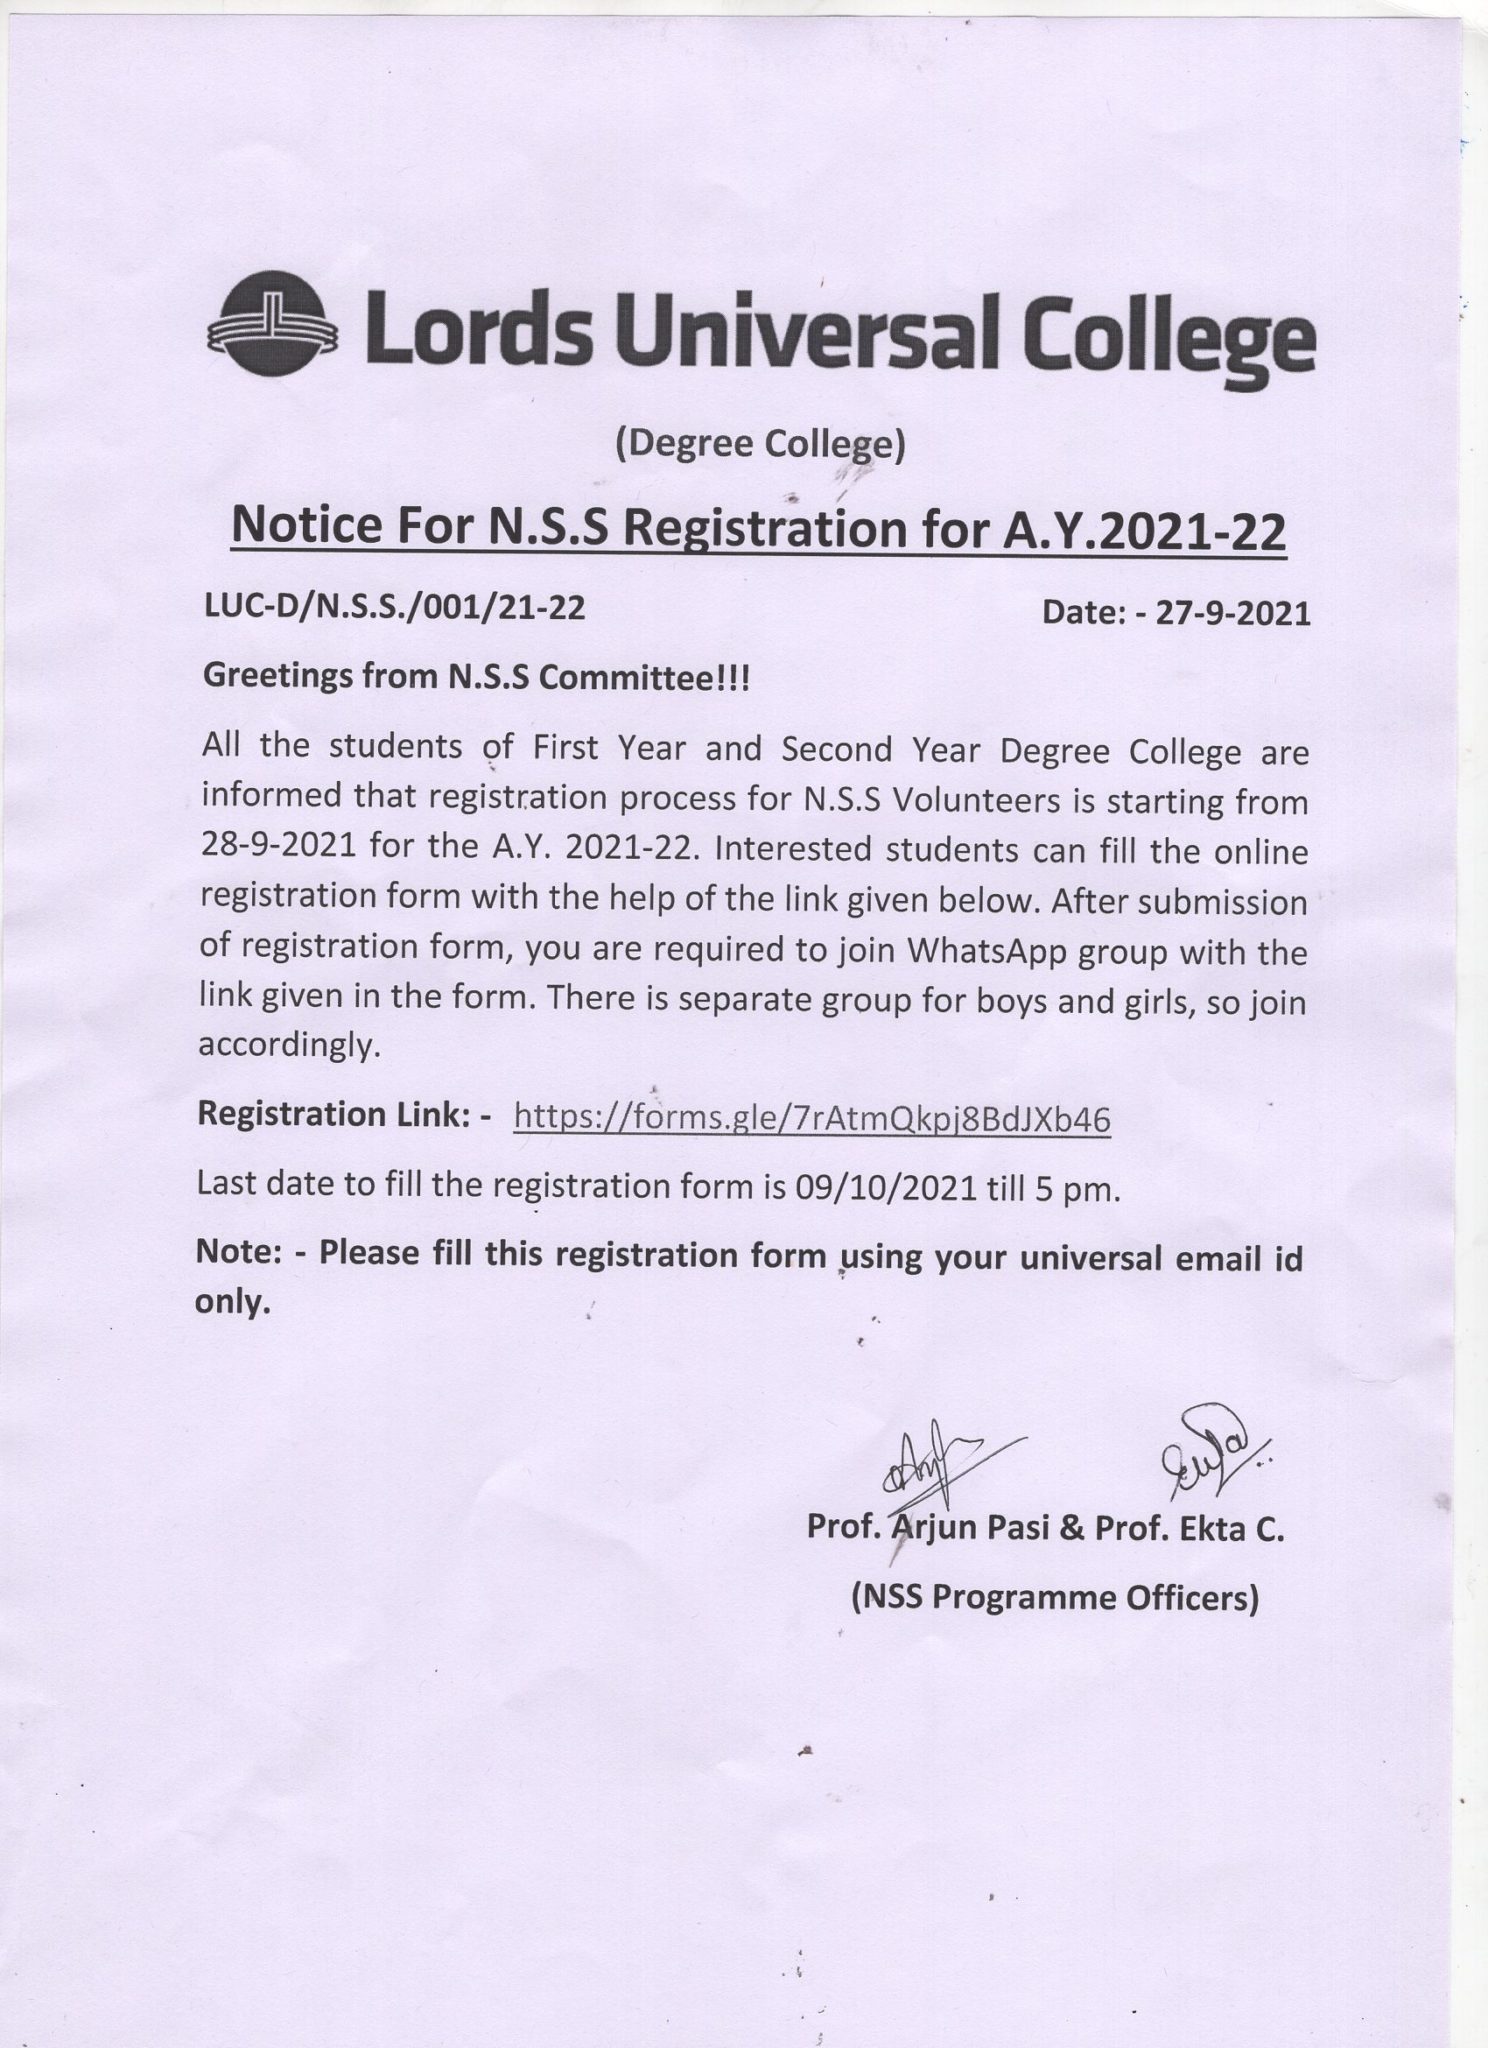 Lords Universal College
(Degree College)
Notice For N.S.S Registration for A.Y.2021-22
LUC-D/N.S.S./001/21-22 Date: - 27-9-2021
Greetings from N.S.S Committee!!!
All the students of First Year and Second Year Degree College are
informed that registration process for N.S.S Volunteers is starting from
28-9-2021 for the A.Y. 2021-22. Interested students can fill the online
registration form with the help of the link given below. After submission
of registration form, you are required to join WhatsApp group with the
link given in the form. There is separate group for boys and girls, so join
accordingly.
Registration Link: - https://forms.gle/7rAtmQkpj8BdJXb46
Last date to fill the registration form is 09/10/2021 till 5 pm.
Note: - Please fill this registration form using your universal email id
only.
Prof. Arjun Pasi & Prof. Ekta C.
(NSS Programme Officers)